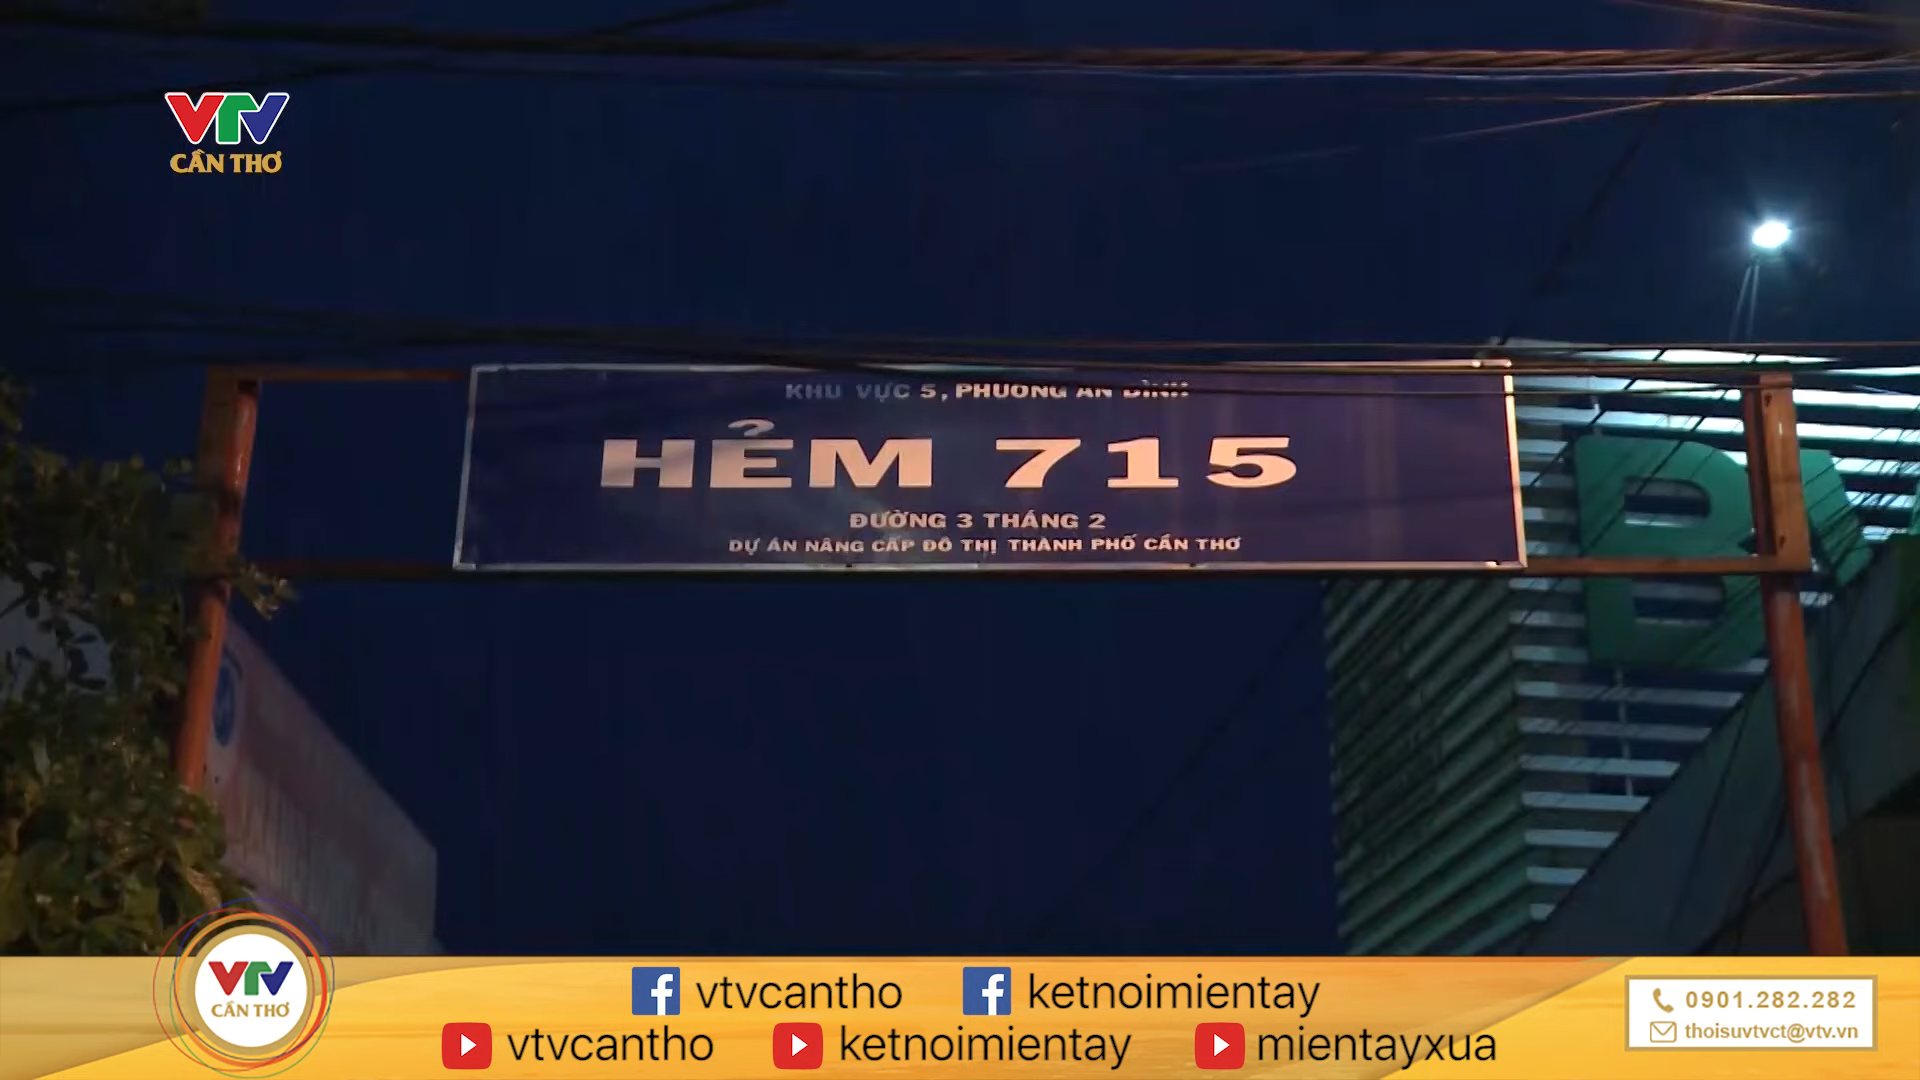 VTV
CẦN THƠ
KHU VỰC 5, PHƯỜNG AN BÌNH
HẺM 715
ĐƯỜNG 3 THÁNG 2
DỰ ÁN NÂNG CẤP ĐÔ THỊ THÀNH PHỐ CẦN THƠ
VTV
CẦN THƠ
vtvcantho ketnoimientay
vtvcantho ketnoimientay mientayxua
0901.282.282
thoisuvtvct@vtv.vn